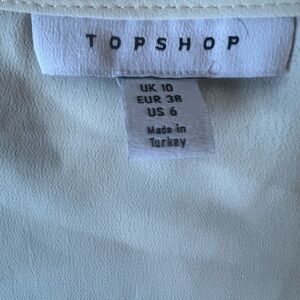 TOPSHOP
UK 10
EUR 38
US 6
Made in
Turkey